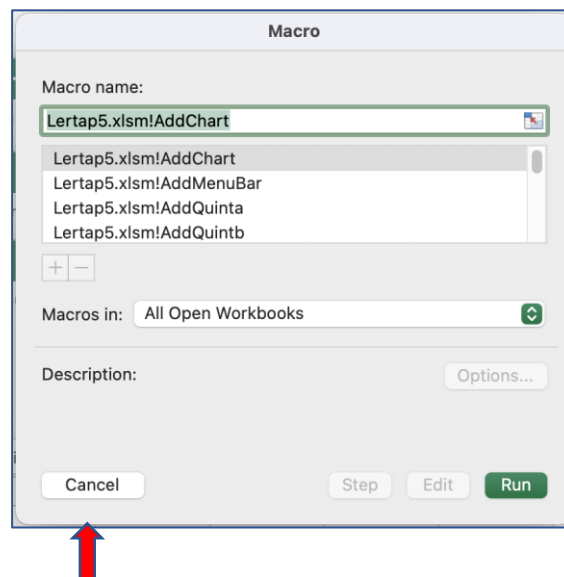 Macro
Macro name:
Lertap5.xlsm!AddChart
Lertap5.xlsm!AddChart
Lertap5.xlsm!AddMenuBar
Lertap5.xlsm!AddQuinta
Lertap5.xlsm!AddQuintb
+ −
Macros in: All Open Workbooks
Description: Options...
Cancel Step Edit Run